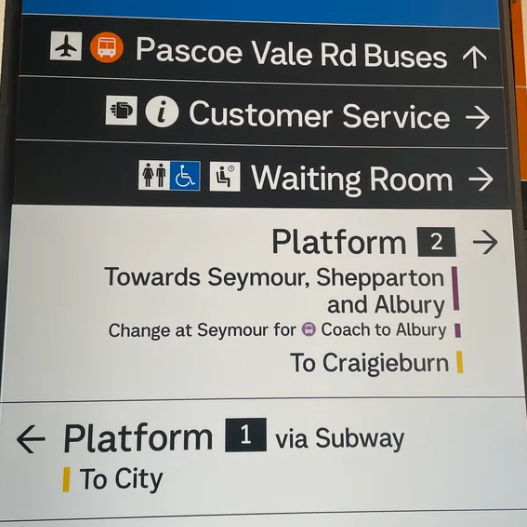 Pascoe Vale Rd Buses ↑
i Customer Service →
Waiting Room →
Platform 2 →
Towards Seymour, Shepparton
and Albury
Change at Seymour for Coach to Albury
To Craigieburn
← Platform 1 via Subway
To City